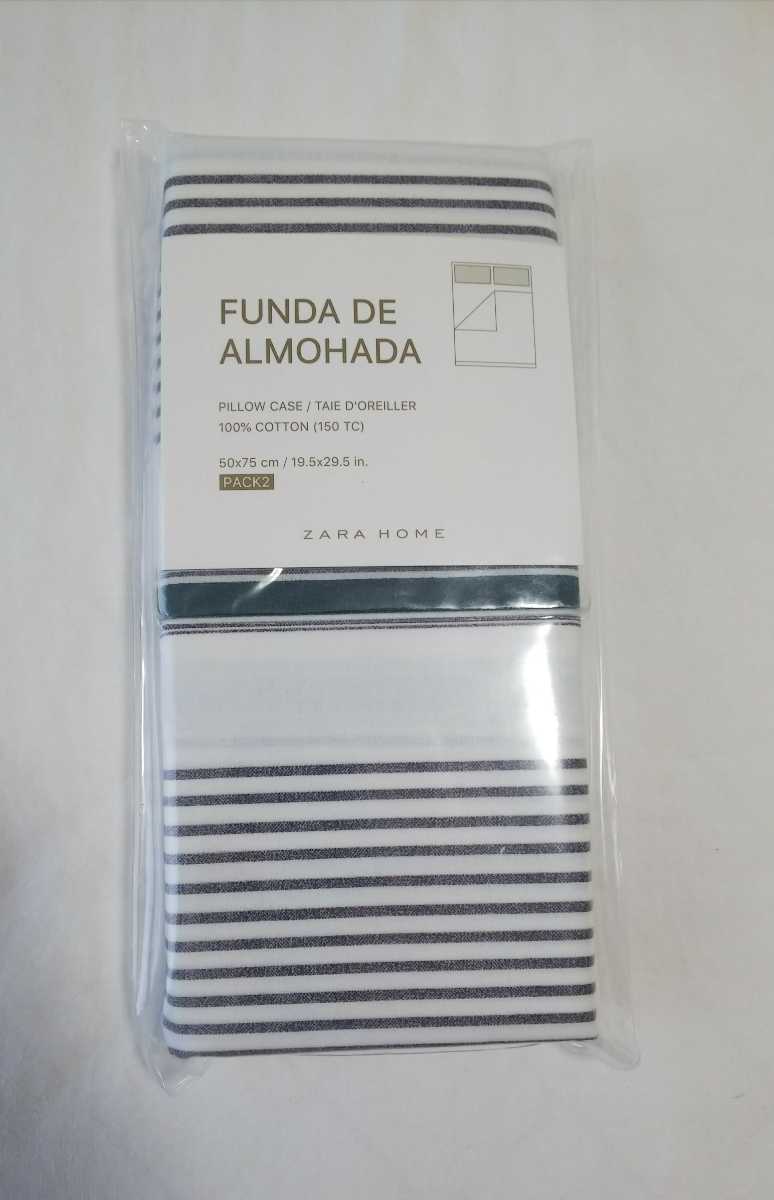 FUNDA DE
ALMOHADA
PILLOW CASE / TAIE D'OREILLER
100% COTTON (150 TC)
50x75 cm / 19.5x29.5 in.
PACK2
ZARA HOME